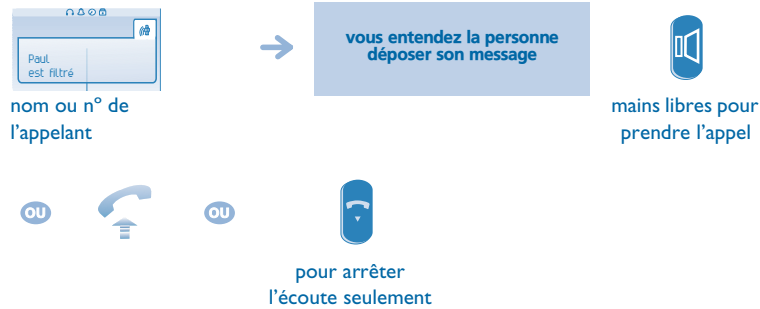 Paul
est filtré
vous entendez la personne
déposer son message
nom ou nº de
l'appelant
mains libres pour
prendre l'appel
OU
OU
pour arrêter
l'écoute seulement